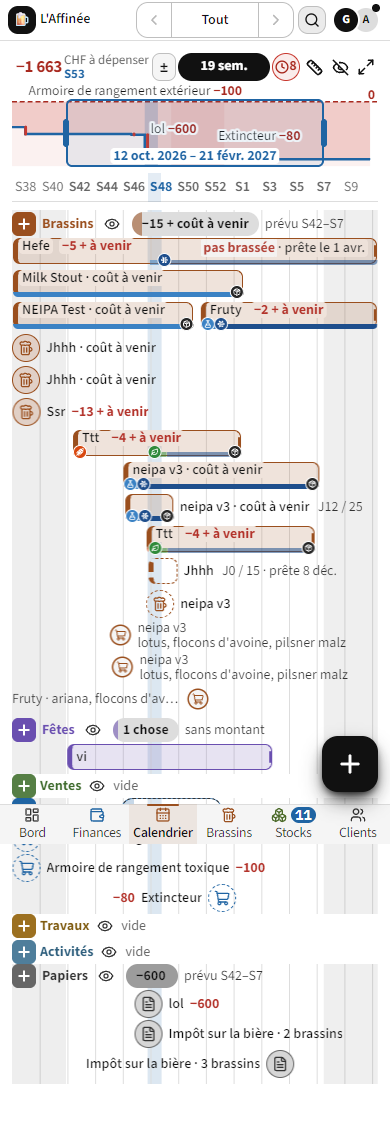 L'Affinée
Tout
G
A
−1 663 CHF à dépenser
S53
±
19 sem.
8
Armoire de rangement extérieur −100
0
lol −600
Extincteur −80
12 oct. 2026 – 21 févr. 2027
S38 S40 S42 S44 S46 S48 S50 S52 S1 S3 S5 S7 S9
Brassins
−15 + coût à venir
prévu S42–S7
Hefe −5 + à venir
pas brassée · prête le 1 avr.
Milk Stout · coût à venir
NEIPA Test · coût à venir
Fruty −2 + à venir
Jhhh · coût à venir
Jhhh · coût à venir
Ssr −13 + à venir
Ttt −4 + à venir
neipa v3 · coût à venir
neipa v3 · coût à venir J12 / 25
Ttt −4 + à venir
Jhhh J0 / 15 · prête 8 déc.
neipa v3
neipa v3
lotus, flocons d'avoine, pilsner malz
neipa v3
lotus, flocons d'avoine, pilsner malz
Fruty · ariana, flocons d'av…
Fêtes
1 chose
sans montant
vi
Ventes
vide
Bord
Finances
Calendrier
Brassins
Stocks
11
Clients
Armoire de rangement toxique −100
−80 Extincteur
Travaux
vide
Activités
vide
Papiers
−600
prévu S42–S7
lol −600
Impôt sur la bière · 2 brassins
Impôt sur la bière · 3 brassins